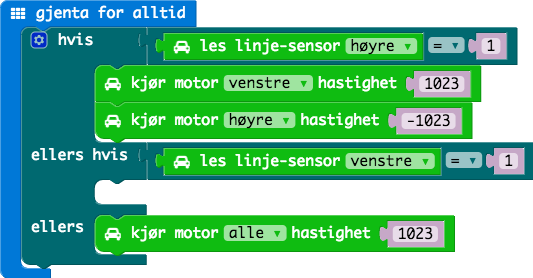 gjenta for alltid
hvis les linje-sensor høyre = 1
kjør motor venstre hastighet 1023
kjør motor høyre hastighet -1023
ellers hvis les linje-sensor venstre = 1
ellers kjør motor alle hastighet 1023